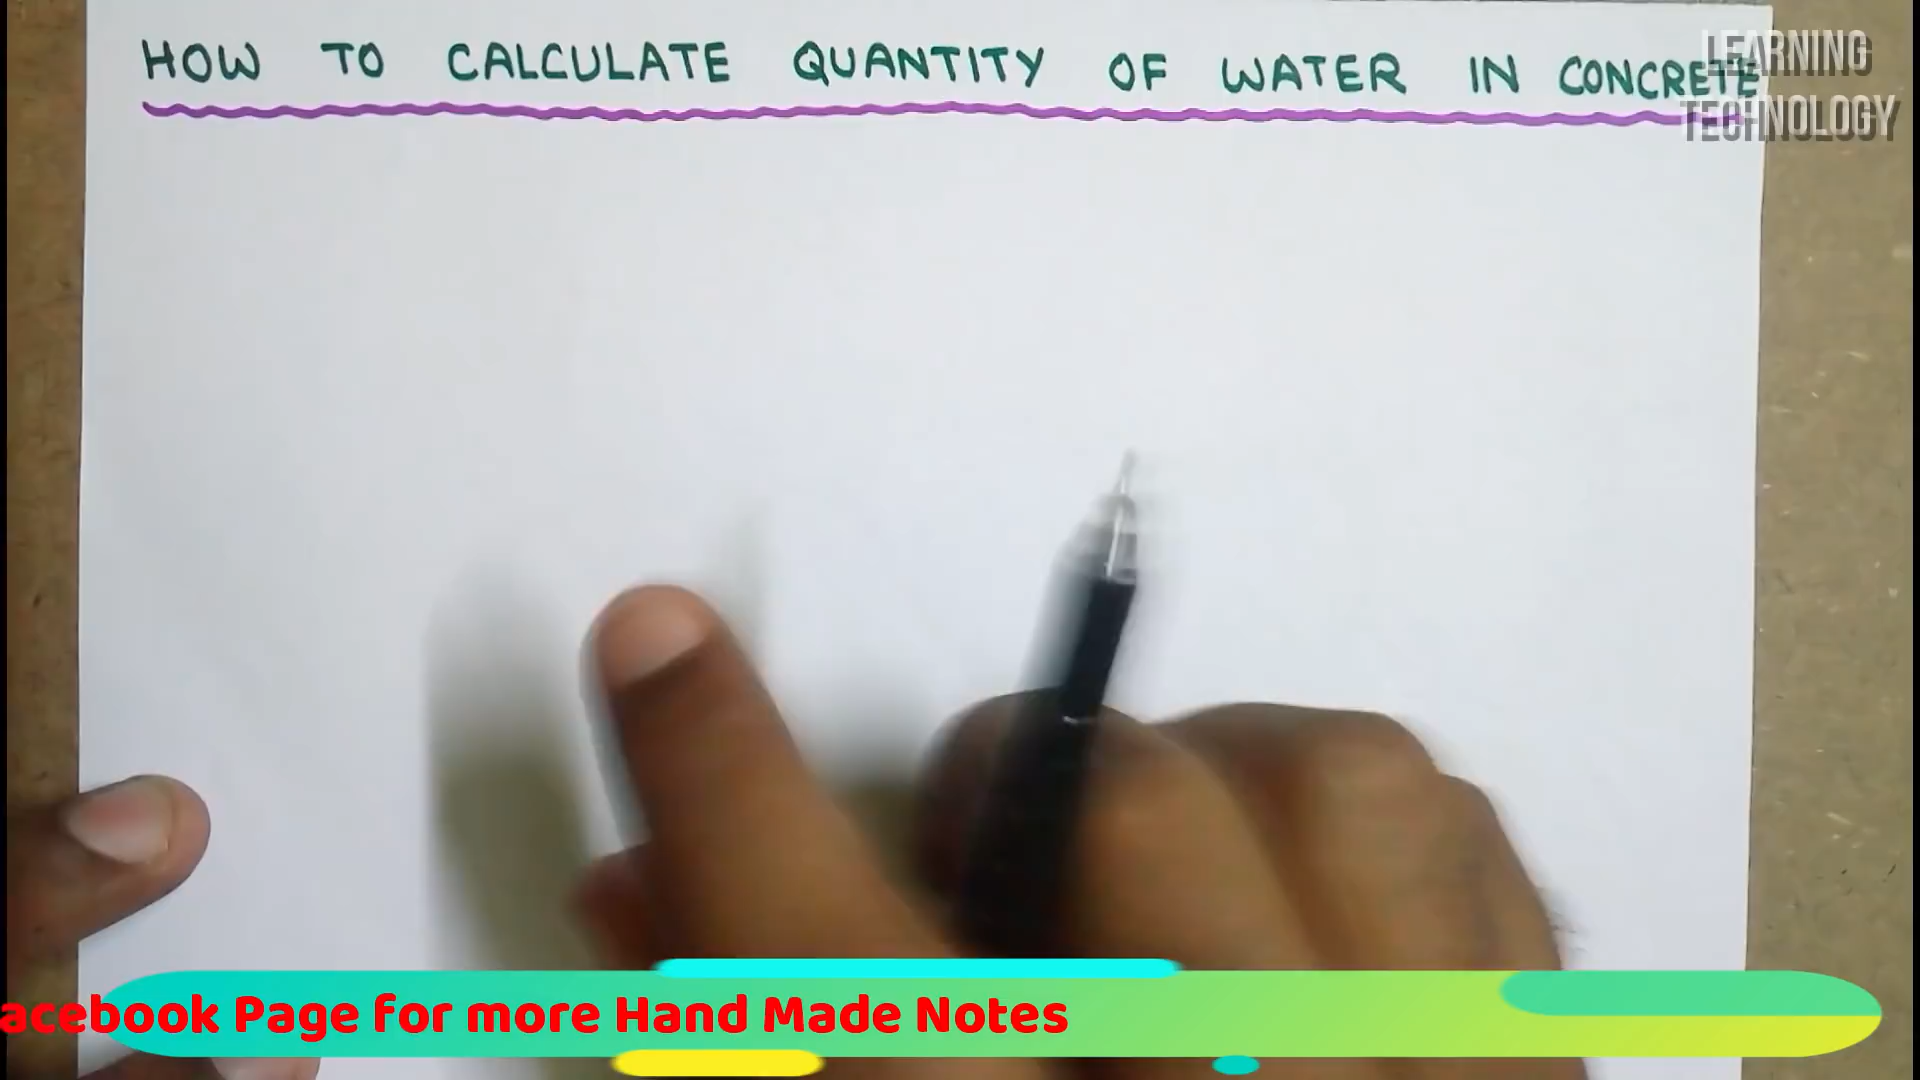 HOW TO CALCULATE QUANTITY OF WATER IN CONCRETE
LEARNING
TECHNOLOGY
acebook Page for more Hand Made Notes